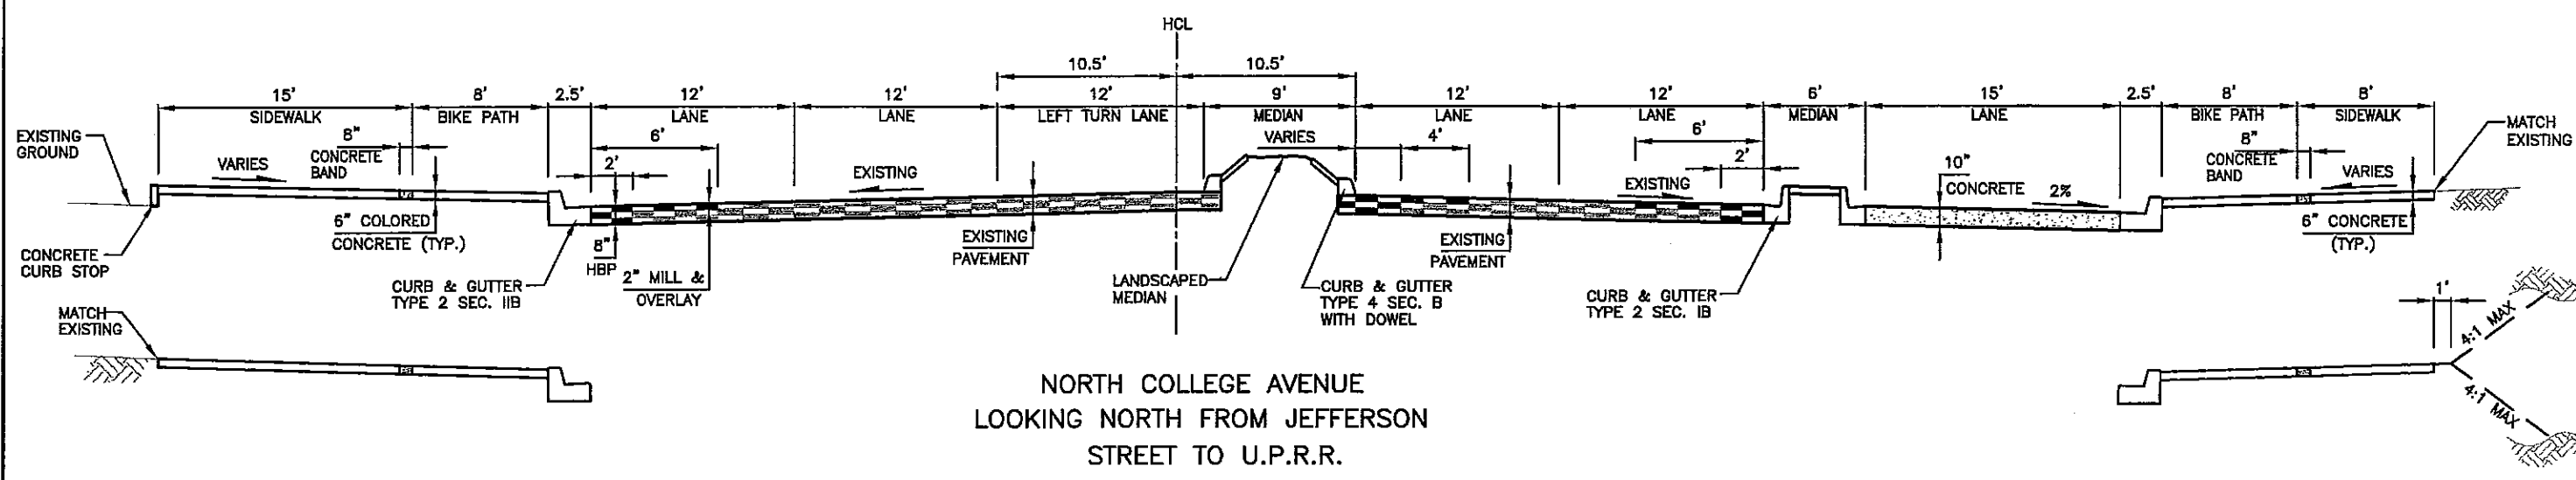 HCL
10.5' 10.5'
15' 8' 2.5' 12' 12' 12' 9' 12' 12' 6' 15' 2.5' 8' 8'
SIDEWALK BIKE PATH LANE LANE LEFT TURN LANE MEDIAN LANE LANE MEDIAN LANE BIKE PATH SIDEWALK
EXISTING
GROUND
VARIES
8"
CONCRETE
BAND
6'
2'
EXISTING
VARIES
4'
6'
2'
EXISTING
10"
CONCRETE
2%
8"
CONCRETE
BAND
VARIES
MATCH
EXISTING
CONCRETE
CURB STOP
6" COLORED
CONCRETE (TYP.)
CURB & GUTTER
TYPE 2 SEC. IIB
8"
HBP
2" MILL &
OVERLAY
EXISTING
PAVEMENT
LANDSCAPED
MEDIAN
CURB & GUTTER
TYPE 4 SEC. B
WITH DOWEL
EXISTING
PAVEMENT
CURB & GUTTER
TYPE 2 SEC. IB
6" CONCRETE
(TYP.)
MATCH
EXISTING
1'
4:1 MAX
4:1 MAX
NORTH COLLEGE AVENUE
LOOKING NORTH FROM JEFFERSON
STREET TO U.P.R.R.